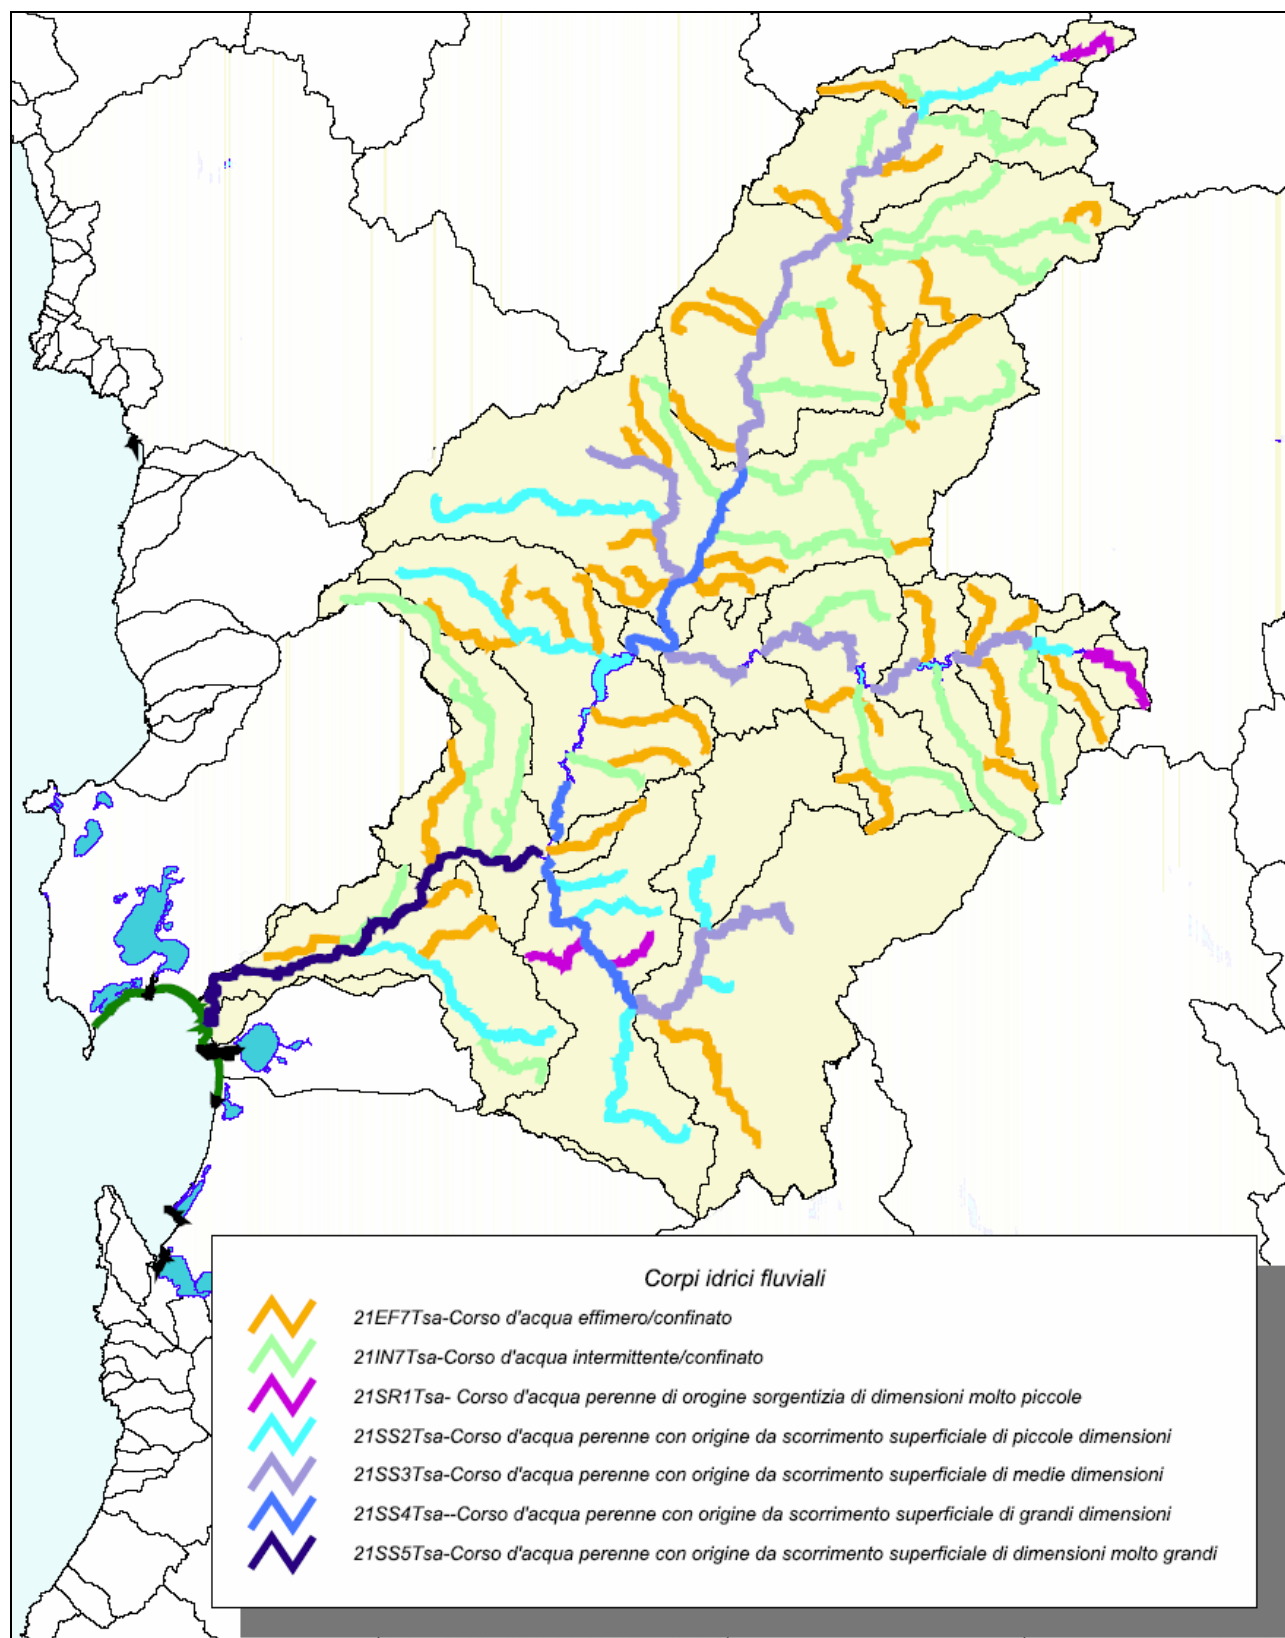 Corpi idrici fluviali
21EF7Tsa-Corso d'acqua effimero/confinato
21IN7Tsa-Corso d'acqua intermittente/confinato
21SR1Tsa- Corso d'acqua perenne di orogine sorgentizia di dimensioni molto piccole
21SS2Tsa-Corso d'acqua perenne con origine da scorrimento superficiale di piccole dimensioni
21SS3Tsa-Corso d'acqua perenne con origine da scorrimento superficiale di medie dimensioni
21SS4Tsa--Corso d'acqua perenne con origine da scorrimento superficiale di grandi dimensioni
21SS5Tsa-Corso d'acqua perenne con origine da scorrimento superficiale di dimensioni molto grandi